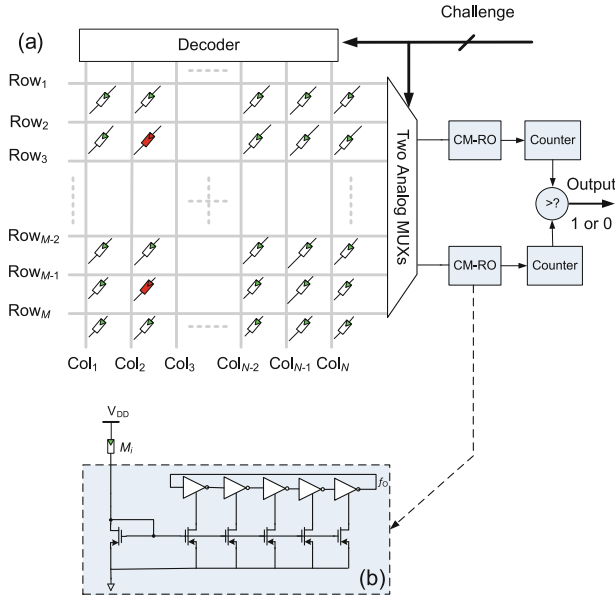 Challenge
(a)
Decoder
Row1
Row2
Row3
RowM-2
RowM-1
RowM
Two Analog MUXs
CM-RO
Counter
>?
Output
1 or 0
CM-RO
Counter
Col1 Col2 Col3 ColN-2 ColN-1 ColN
VDD
Mi
fO
(b)